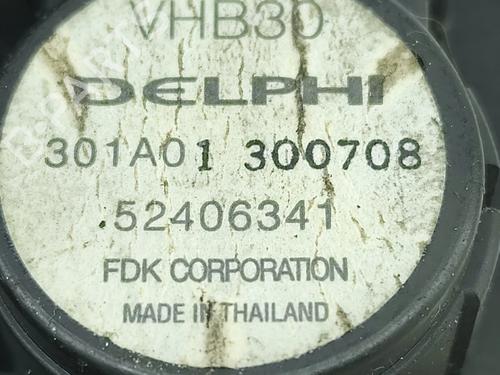 VHB30
DELPHI
301A01 300708
52406341
FDK CORPORATION
MADE IN THAILAND